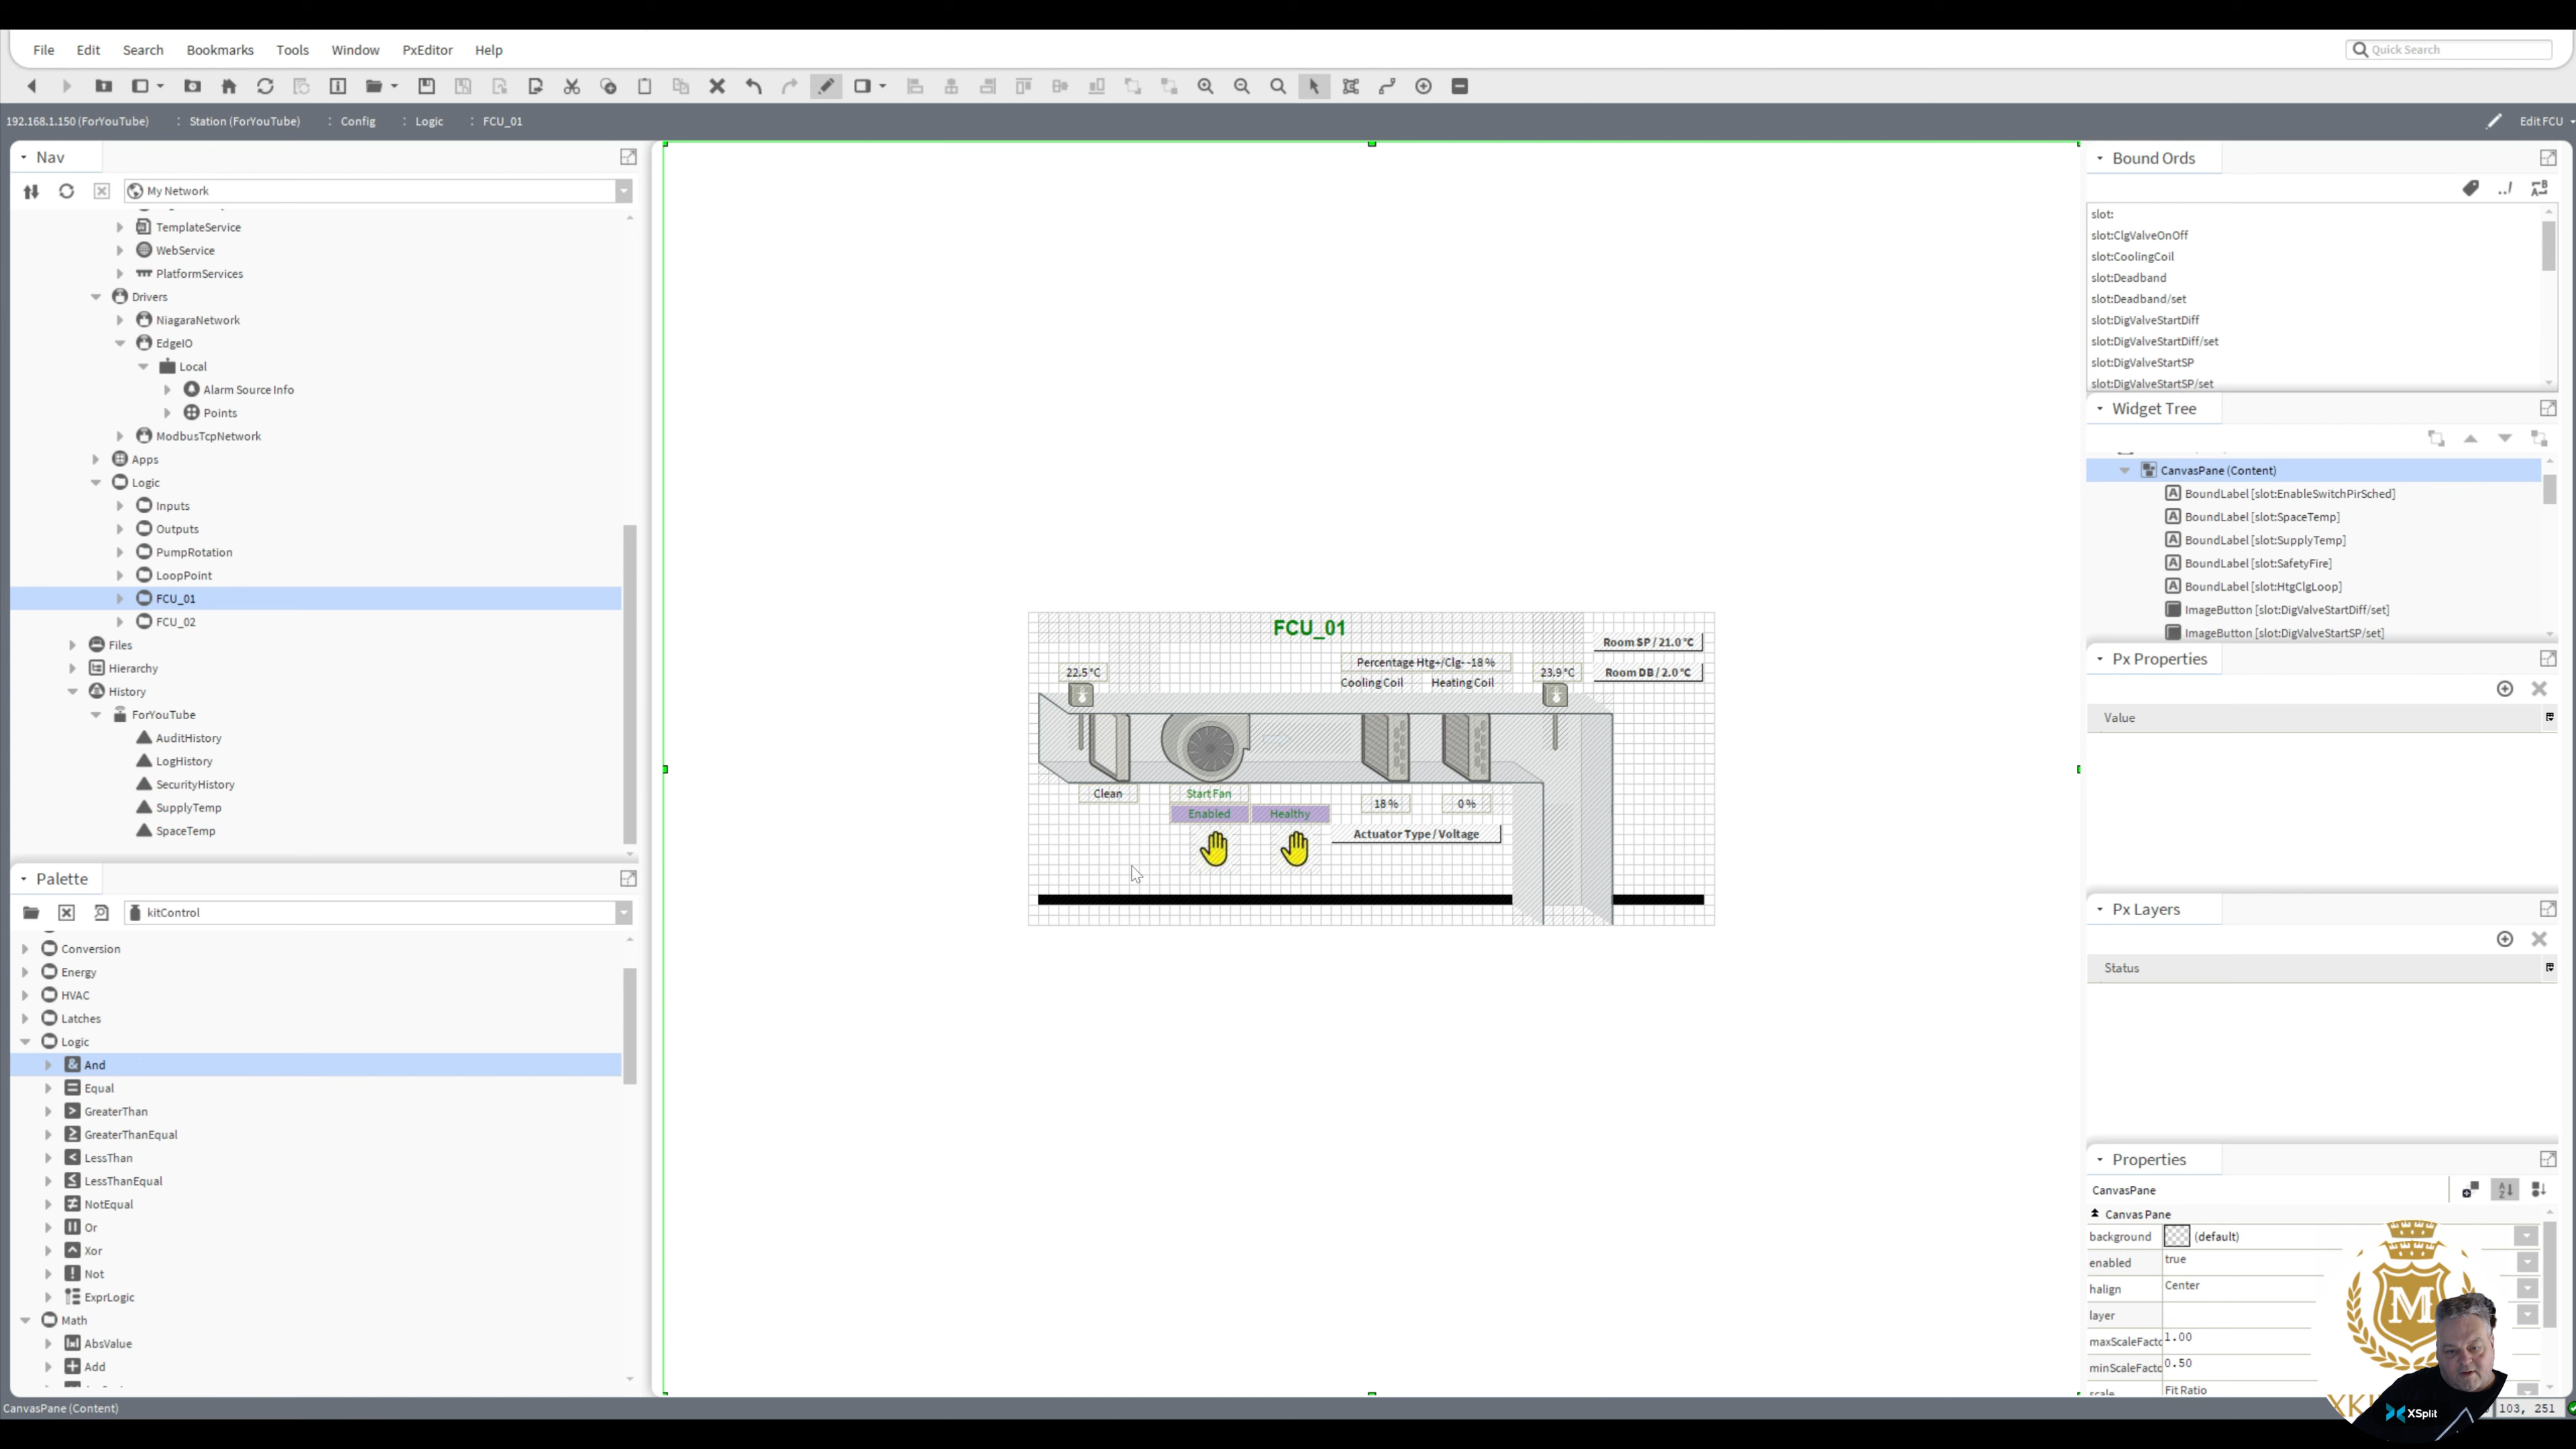 File Edit Search Bookmarks Tools Window PxEditor Help
Quick Search
192.168.1.150 (ForYouTube) : Station (ForYouTube) : Config : Logic : FCU_01
Edit FCU
Nav
My Network
TemplateService
WebService
PlatformServices
Drivers
NiagaraNetwork
EdgeIO
Local
Alarm Source Info
Points
ModbusTcpNetwork
Apps
Logic
Inputs
Outputs
PumpRotation
LoopPoint
FCU_01
FCU_02
Files
Hierarchy
History
ForYouTube
AuditHistory
LogHistory
SecurityHistory
SupplyTemp
SpaceTemp
Palette
kitControl
Conversion
Energy
HVAC
Latches
Logic
And
Equal
GreaterThan
GreaterThanEqual
LessThan
LessThanEqual
NotEqual
Or
Xor
Not
ExprLogic
Math
AbsValue
Add
CanvasPane (Content)
FCU_01
Room SP / 21.0 °C
Percentage Htg+/Clg- -18 %
22.5 °C
23.9 °C
Room DB / 2.0 °C
Cooling Coil
Heating Coil
Clean
Start Fan
18 %
0 %
Enabled
Healthy
Actuator Type / Voltage
Bound Ords
slot:
slot:ClgValveOnOff
slot:CoolingCoil
slot:Deadband
slot:Deadband/set
slot:DigValveStartDiff
slot:DigValveStartDiff/set
slot:DigValveStartSP
slot:DigValveStartSP/set
Widget Tree
CanvasPane (Content)
BoundLabel [slot:EnableSwitchPirSched]
BoundLabel [slot:SpaceTemp]
BoundLabel [slot:SupplyTemp]
BoundLabel [slot:SafetyFire]
BoundLabel [slot:HtgClgLoop]
ImageButton [slot:DigValveStartDiff/set]
ImageButton [slot:DigValveStartSP/set]
Px Properties
Value
Px Layers
Status
Properties
CanvasPane
Canvas Pane
background (default)
enabled true
halign Center
layer
maxScaleFacto 1.00
minScaleFacto 0.50
scale Fit Ratio
M
XSplit
103, 251